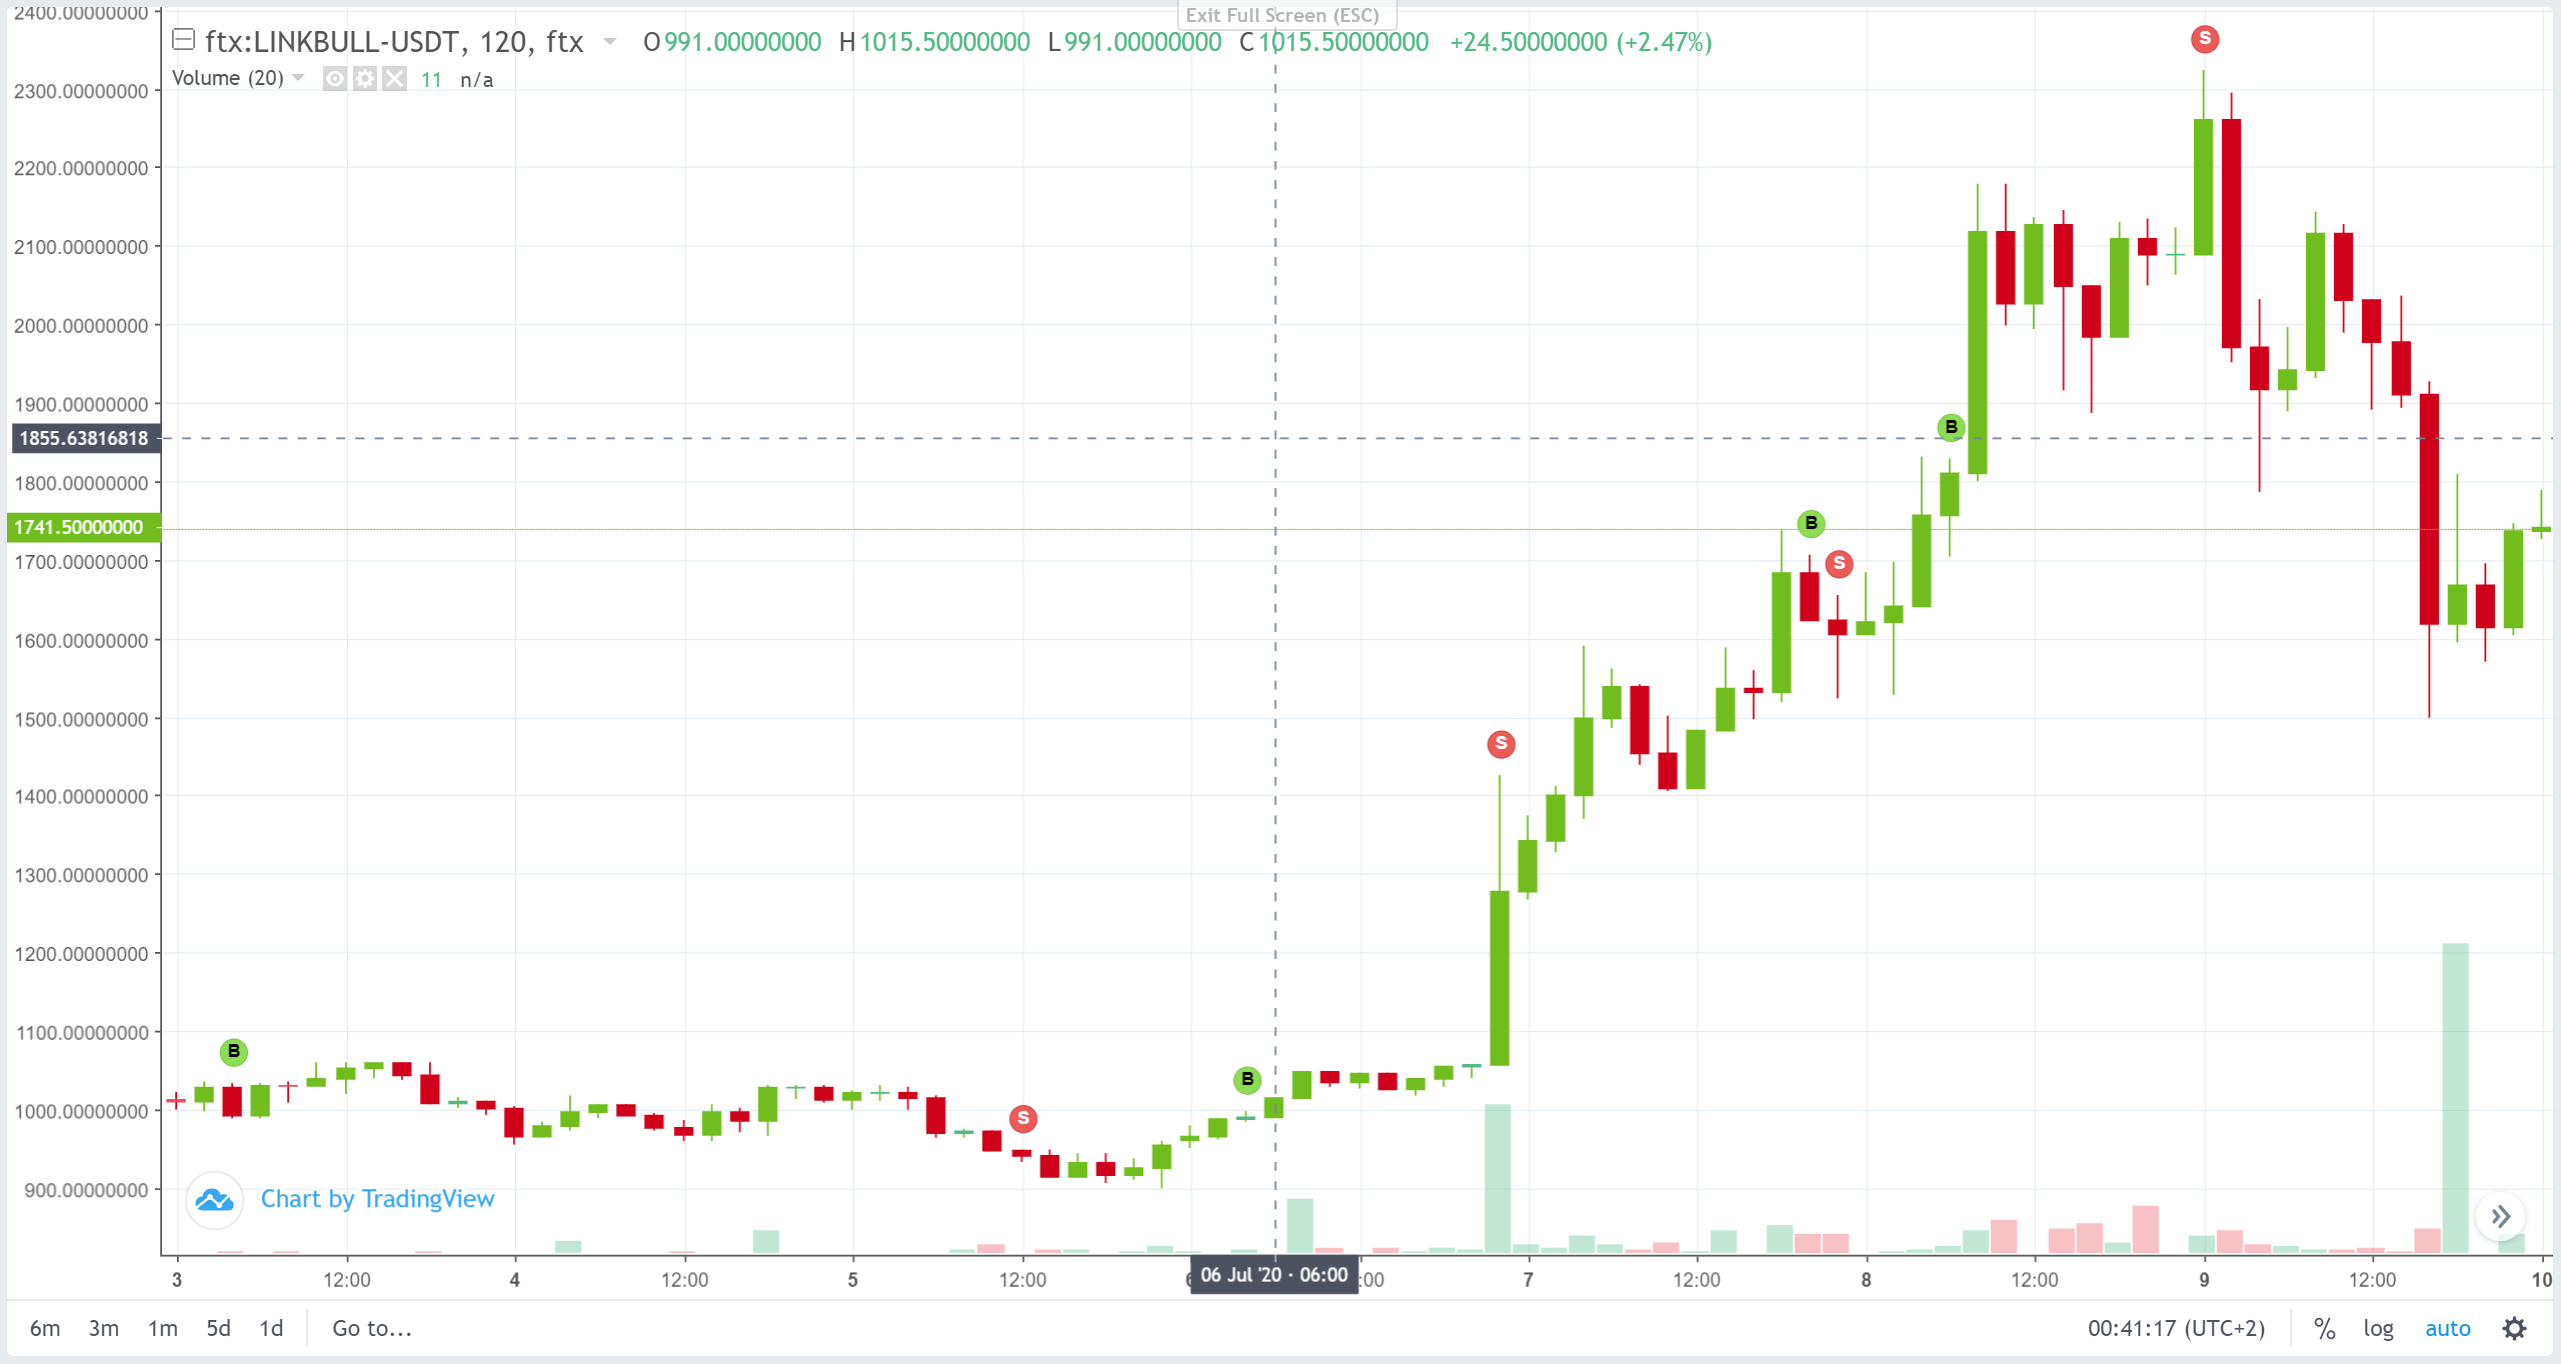 2400.00000000
Exit Full Screen (ESC)
ftx:LINKBULL-USDT, 120, ftx O991.00000000 H1015.50000000 L991.00000000 C1015.50000000 +24.50000000 (+2.47%)
Volume (20) 11 n/a
S
2300.00000000
2200.00000000
2100.00000000
2000.00000000
1900.00000000
B
1855.63816818
1800.00000000
B
1741.50000000
1700.00000000
S
1600.00000000
1500.00000000
S
1400.00000000
1300.00000000
1200.00000000
1100.00000000
B
B
1000.00000000
S
900.00000000
Chart by TradingView
3 12:00 4 12:00 5 12:00 06 Jul '20 · 06:00 :00 7 12:00 8 12:00 9 12:00 10
6m 3m 1m 5d 1d Go to... 00:41:17 (UTC+2) % log auto